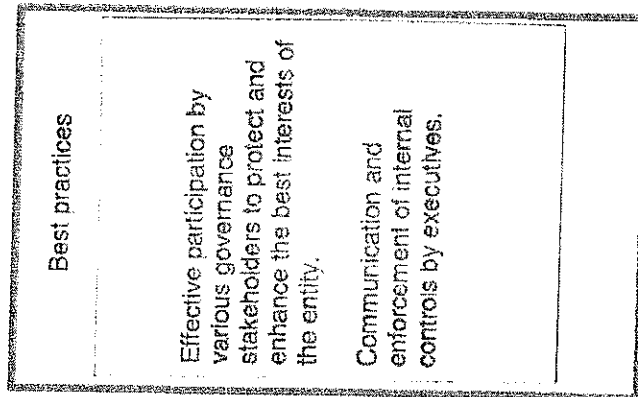 Best practices
Effective participation by
various governance
stakeholders to protect and
enhance the best interests of
the entity.
Communication and
enforcement of internal
controls by executives.